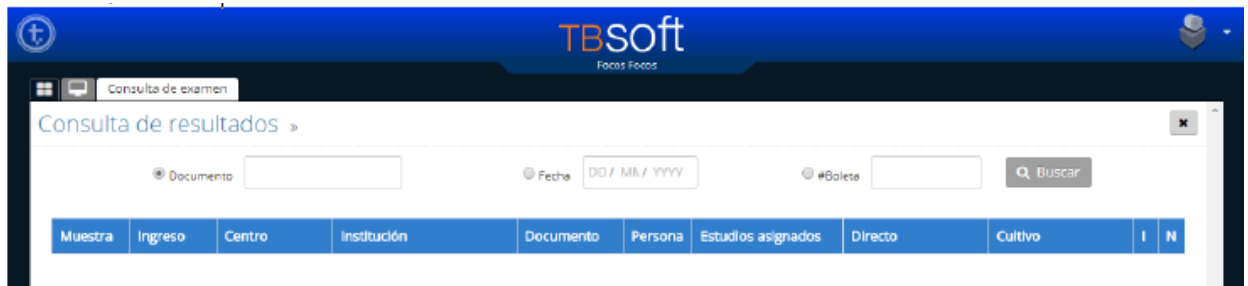 t
TBSoft
Focos Focos
Consulta de examen
Consulta de resultados »
Documento Fecha DD / MM / YYYY #Boleta Buscar
Muestra Ingreso Centro Institución Documento Persona Estudios asignados Directo Cultivo I N